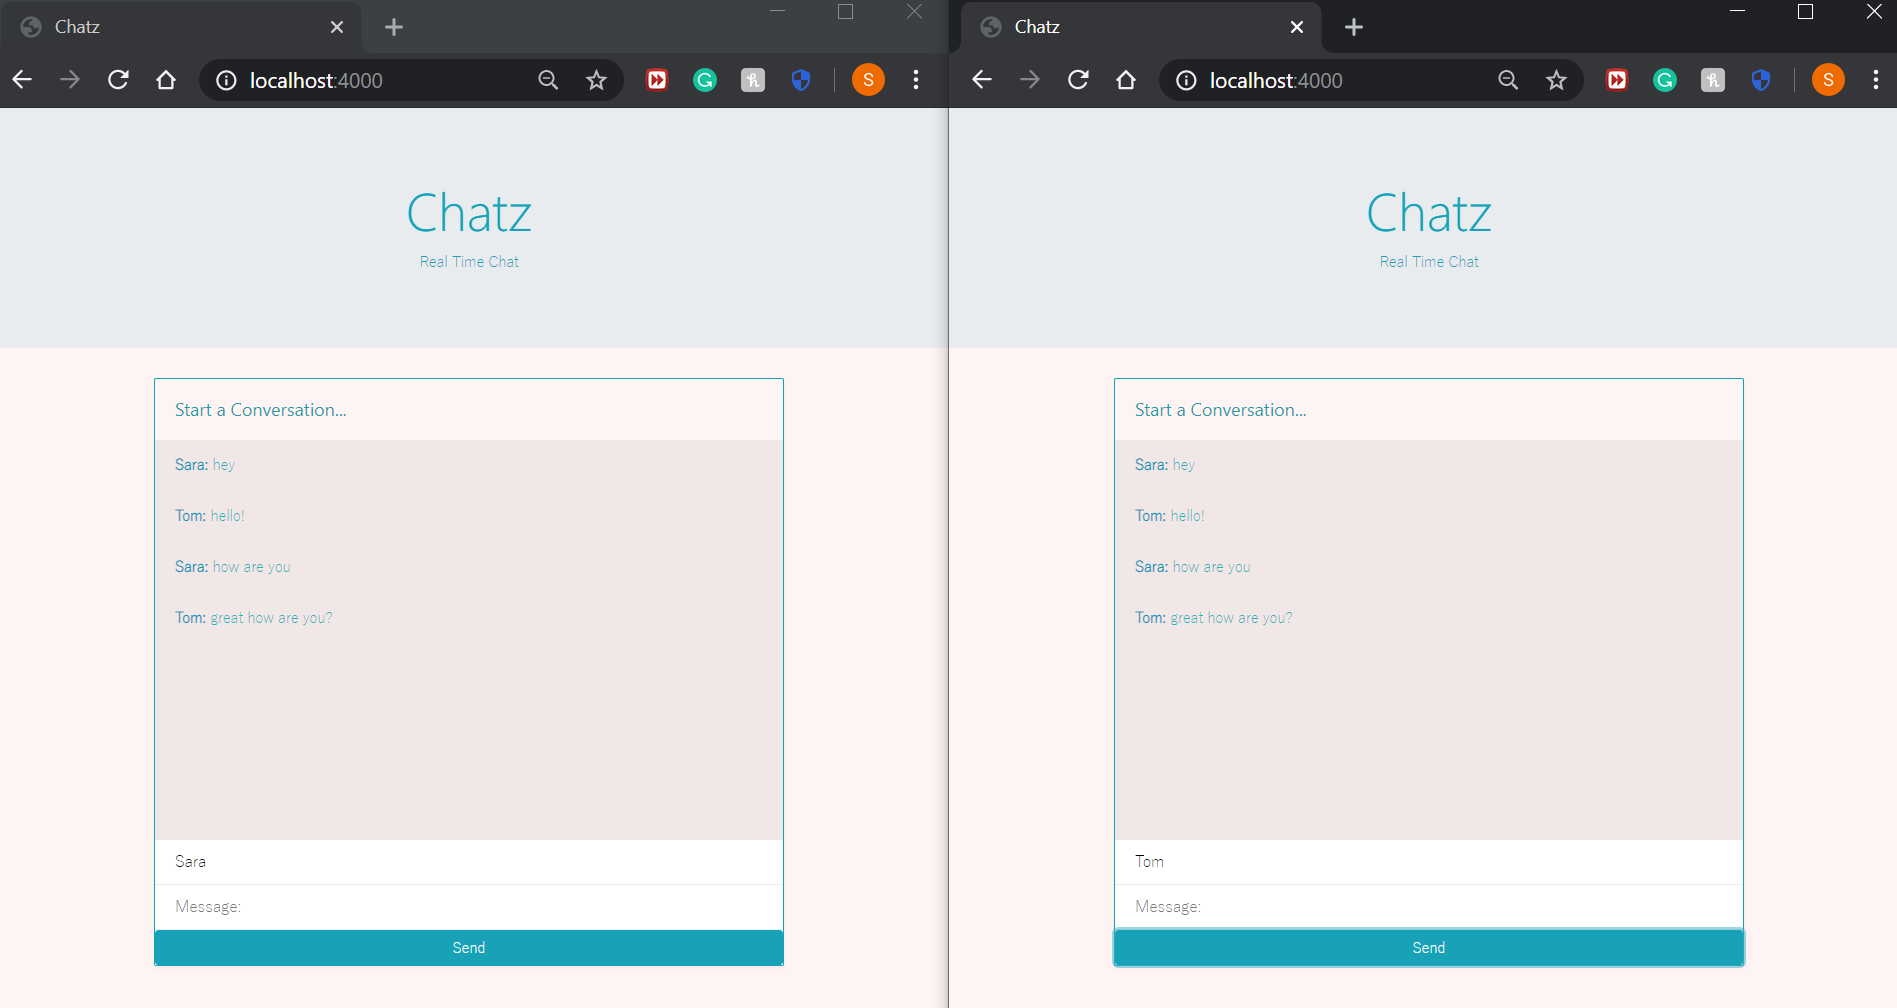 Chatz
localhost:4000
S
Chatz
Real Time Chat
Start a Conversation...
Sara: hey
Tom: hello!
Sara: how are you
Tom: great how are you?
Sara
Message:
Send
Chatz
localhost:4000
S
Chatz
Real Time Chat
Start a Conversation...
Sara: hey
Tom: hello!
Sara: how are you
Tom: great how are you?
Tom
Message:
Send